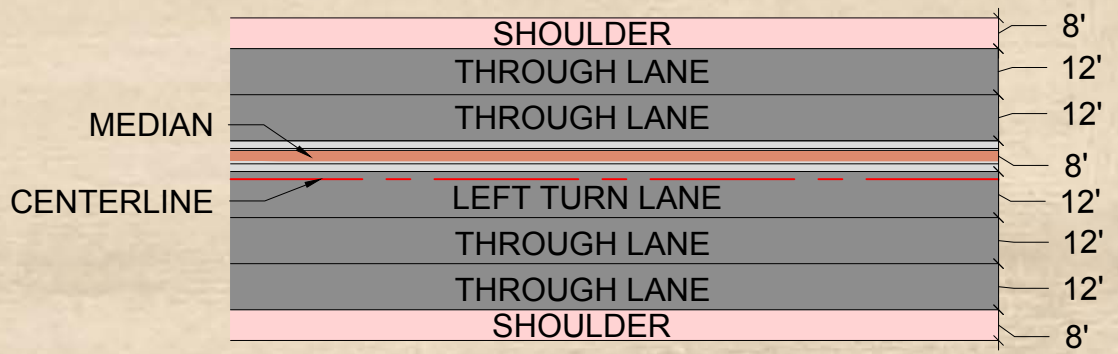 SHOULDER 8'
THROUGH LANE 12'
THROUGH LANE 12'
MEDIAN 8'
CENTERLINE LEFT TURN LANE 12'
THROUGH LANE 12'
THROUGH LANE 12'
SHOULDER 8'